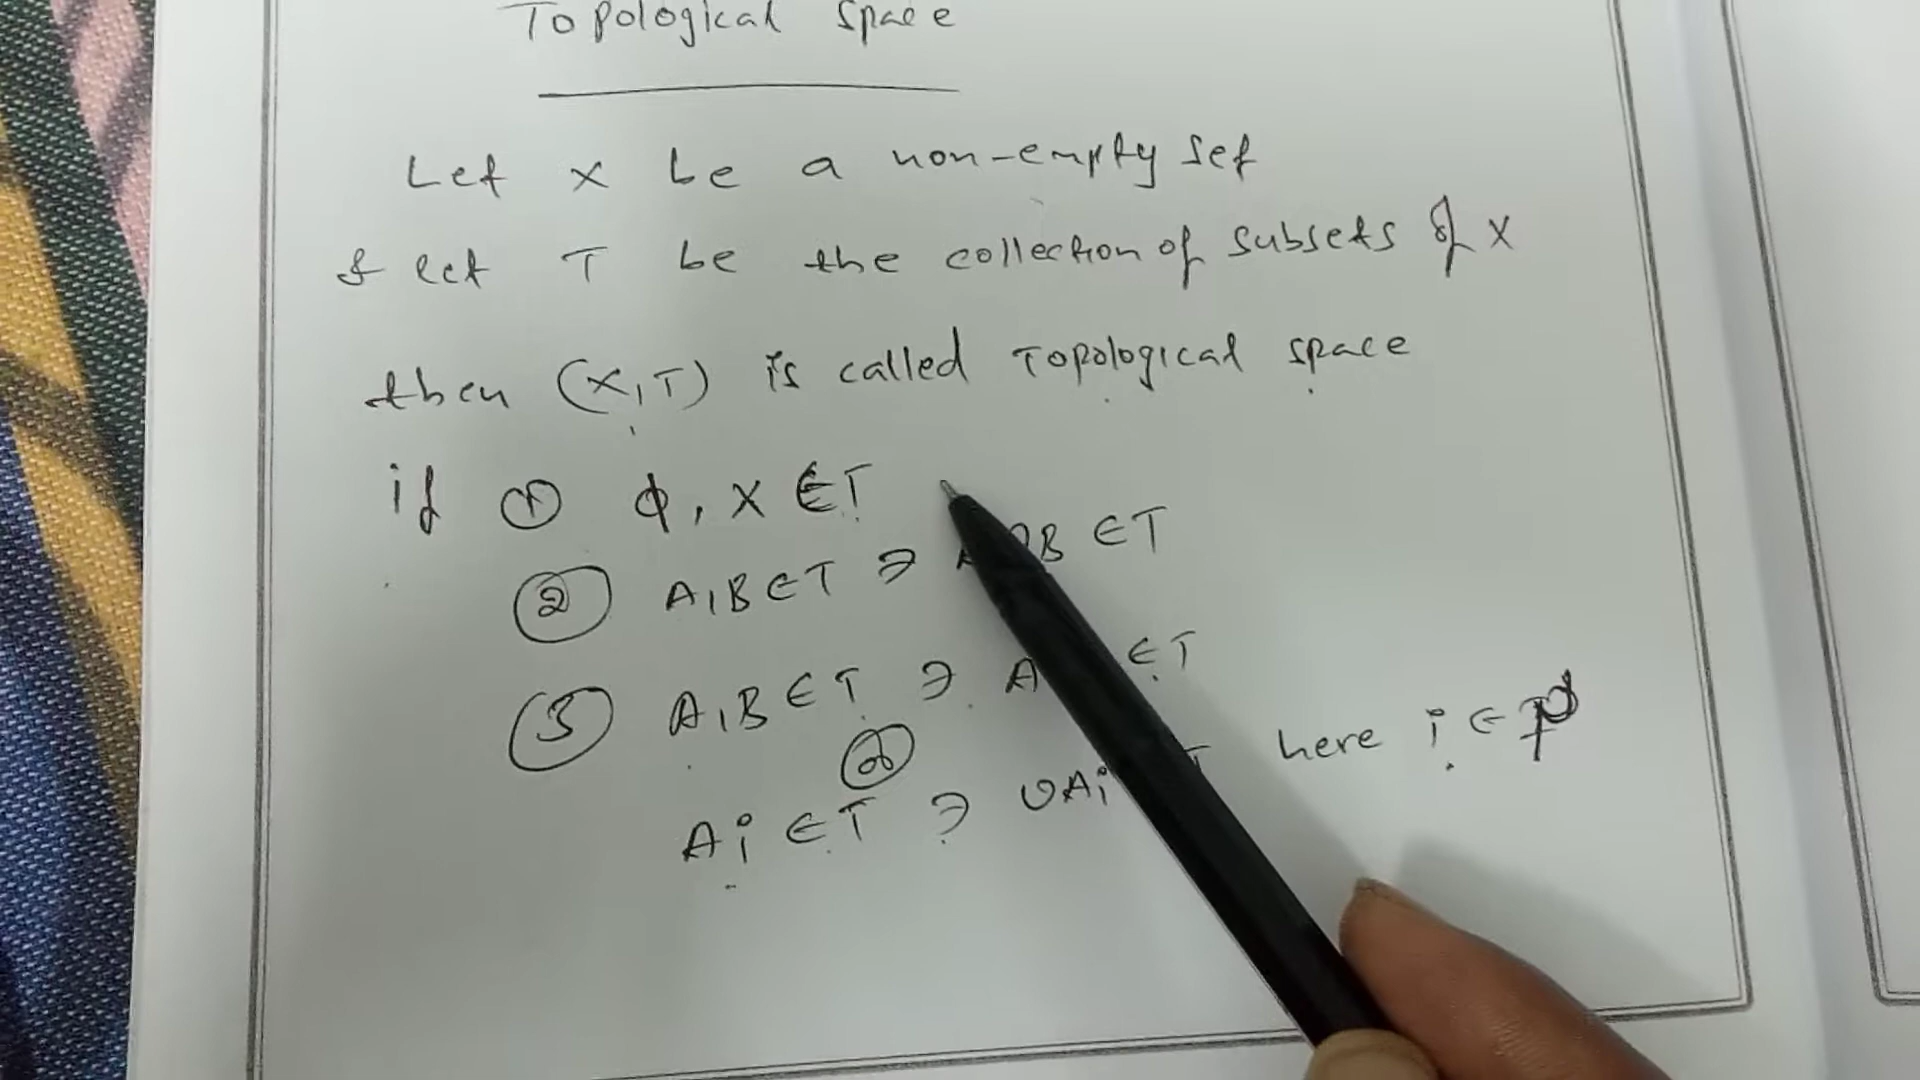 Topological Space
Let X be a non-empty set
& let T be the collection of subsets of X
then (X,T) is called Topological space
if ① ϕ, X ∈ T
② A,B ∈ T ∋ ∩B ∈ T
③ A,B ∈ T ∋ A ∈ T
Ai ∈ T ∋ ∪Ai T here i ∈